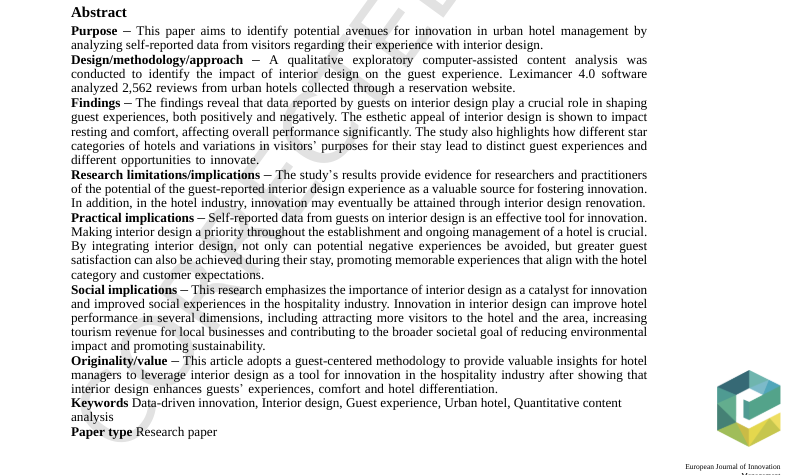 Abstract
Purpose – This paper aims to identify potential avenues for innovation in urban hotel management by
analyzing self-reported data from visitors regarding their experience with interior design.
Design/methodology/approach – A qualitative exploratory computer-assisted content analysis was
conducted to identify the impact of interior design on the guest experience. Leximancer 4.0 software
analyzed 2,562 reviews from urban hotels collected through a reservation website.
Findings – The findings reveal that data reported by guests on interior design play a crucial role in shaping
guest experiences, both positively and negatively. The esthetic appeal of interior design is shown to impact
resting and comfort, affecting overall performance significantly. The study also highlights how different star
categories of hotels and variations in visitors' purposes for their stay lead to distinct guest experiences and
different opportunities to innovate.
Research limitations/implications – The study's results provide evidence for researchers and practitioners
of the potential of the guest-reported interior design experience as a valuable source for fostering innovation.
In addition, in the hotel industry, innovation may eventually be attained through interior design renovation.
Practical implications – Self-reported data from guests on interior design is an effective tool for innovation.
Making interior design a priority throughout the establishment and ongoing management of a hotel is crucial.
By integrating interior design, not only can potential negative experiences be avoided, but greater guest
satisfaction can also be achieved during their stay, promoting memorable experiences that align with the hotel
category and customer expectations.
Social implications – This research emphasizes the importance of interior design as a catalyst for innovation
and improved social experiences in the hospitality industry. Innovation in interior design can improve hotel
performance in several dimensions, including attracting more visitors to the hotel and the area, increasing
tourism revenue for local businesses and contributing to the broader societal goal of reducing environmental
impact and promoting sustainability.
Originality/value – This article adopts a guest-centered methodology to provide valuable insights for hotel
managers to leverage interior design as a tool for innovation in the hospitality industry after showing that
interior design enhances guests' experiences, comfort and hotel differentiation.
Keywords Data-driven innovation, Interior design, Guest experience, Urban hotel, Quantitative content
analysis
Paper type Research paper
European Journal of Innovation